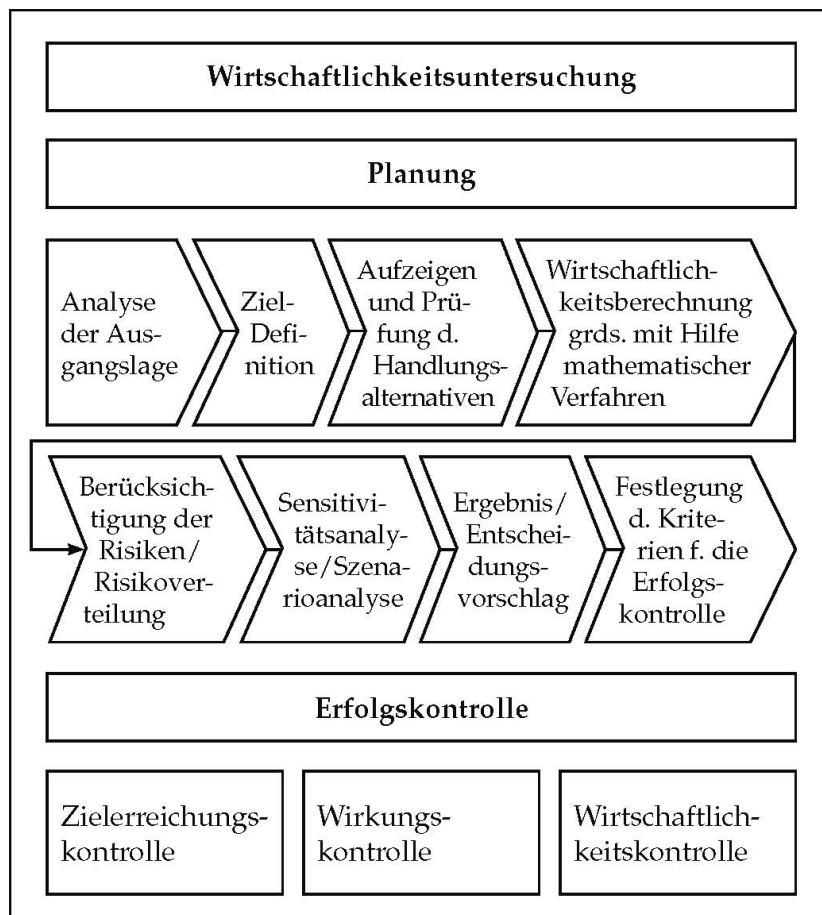 Wirtschaftlichkeitsuntersuchung
Planung
Analyse
der Aus-
gangslage
Ziel-
Defi-
nition
Aufzeigen
und Prü-
fung d.
Handlungs-
alternativen
Wirtschaftlich-
keitsberechnung
grds. mit Hilfe
mathematischer
Verfahren
Berücksich-
tigung der
Risiken/
Risikover-
teilung
Sensitivi-
tätsanaly-
se/Szena-
rioanalyse
Ergebnis/
Entschei-
dungs-
vorschlag
Festlegung
d. Krite-
rien f. die
Erfolgs-
kontrolle
Erfolgskontrolle
Zielerreichungs-
kontrolle
Wirkungs-
kontrolle
Wirtschaftlich-
keitskontrolle